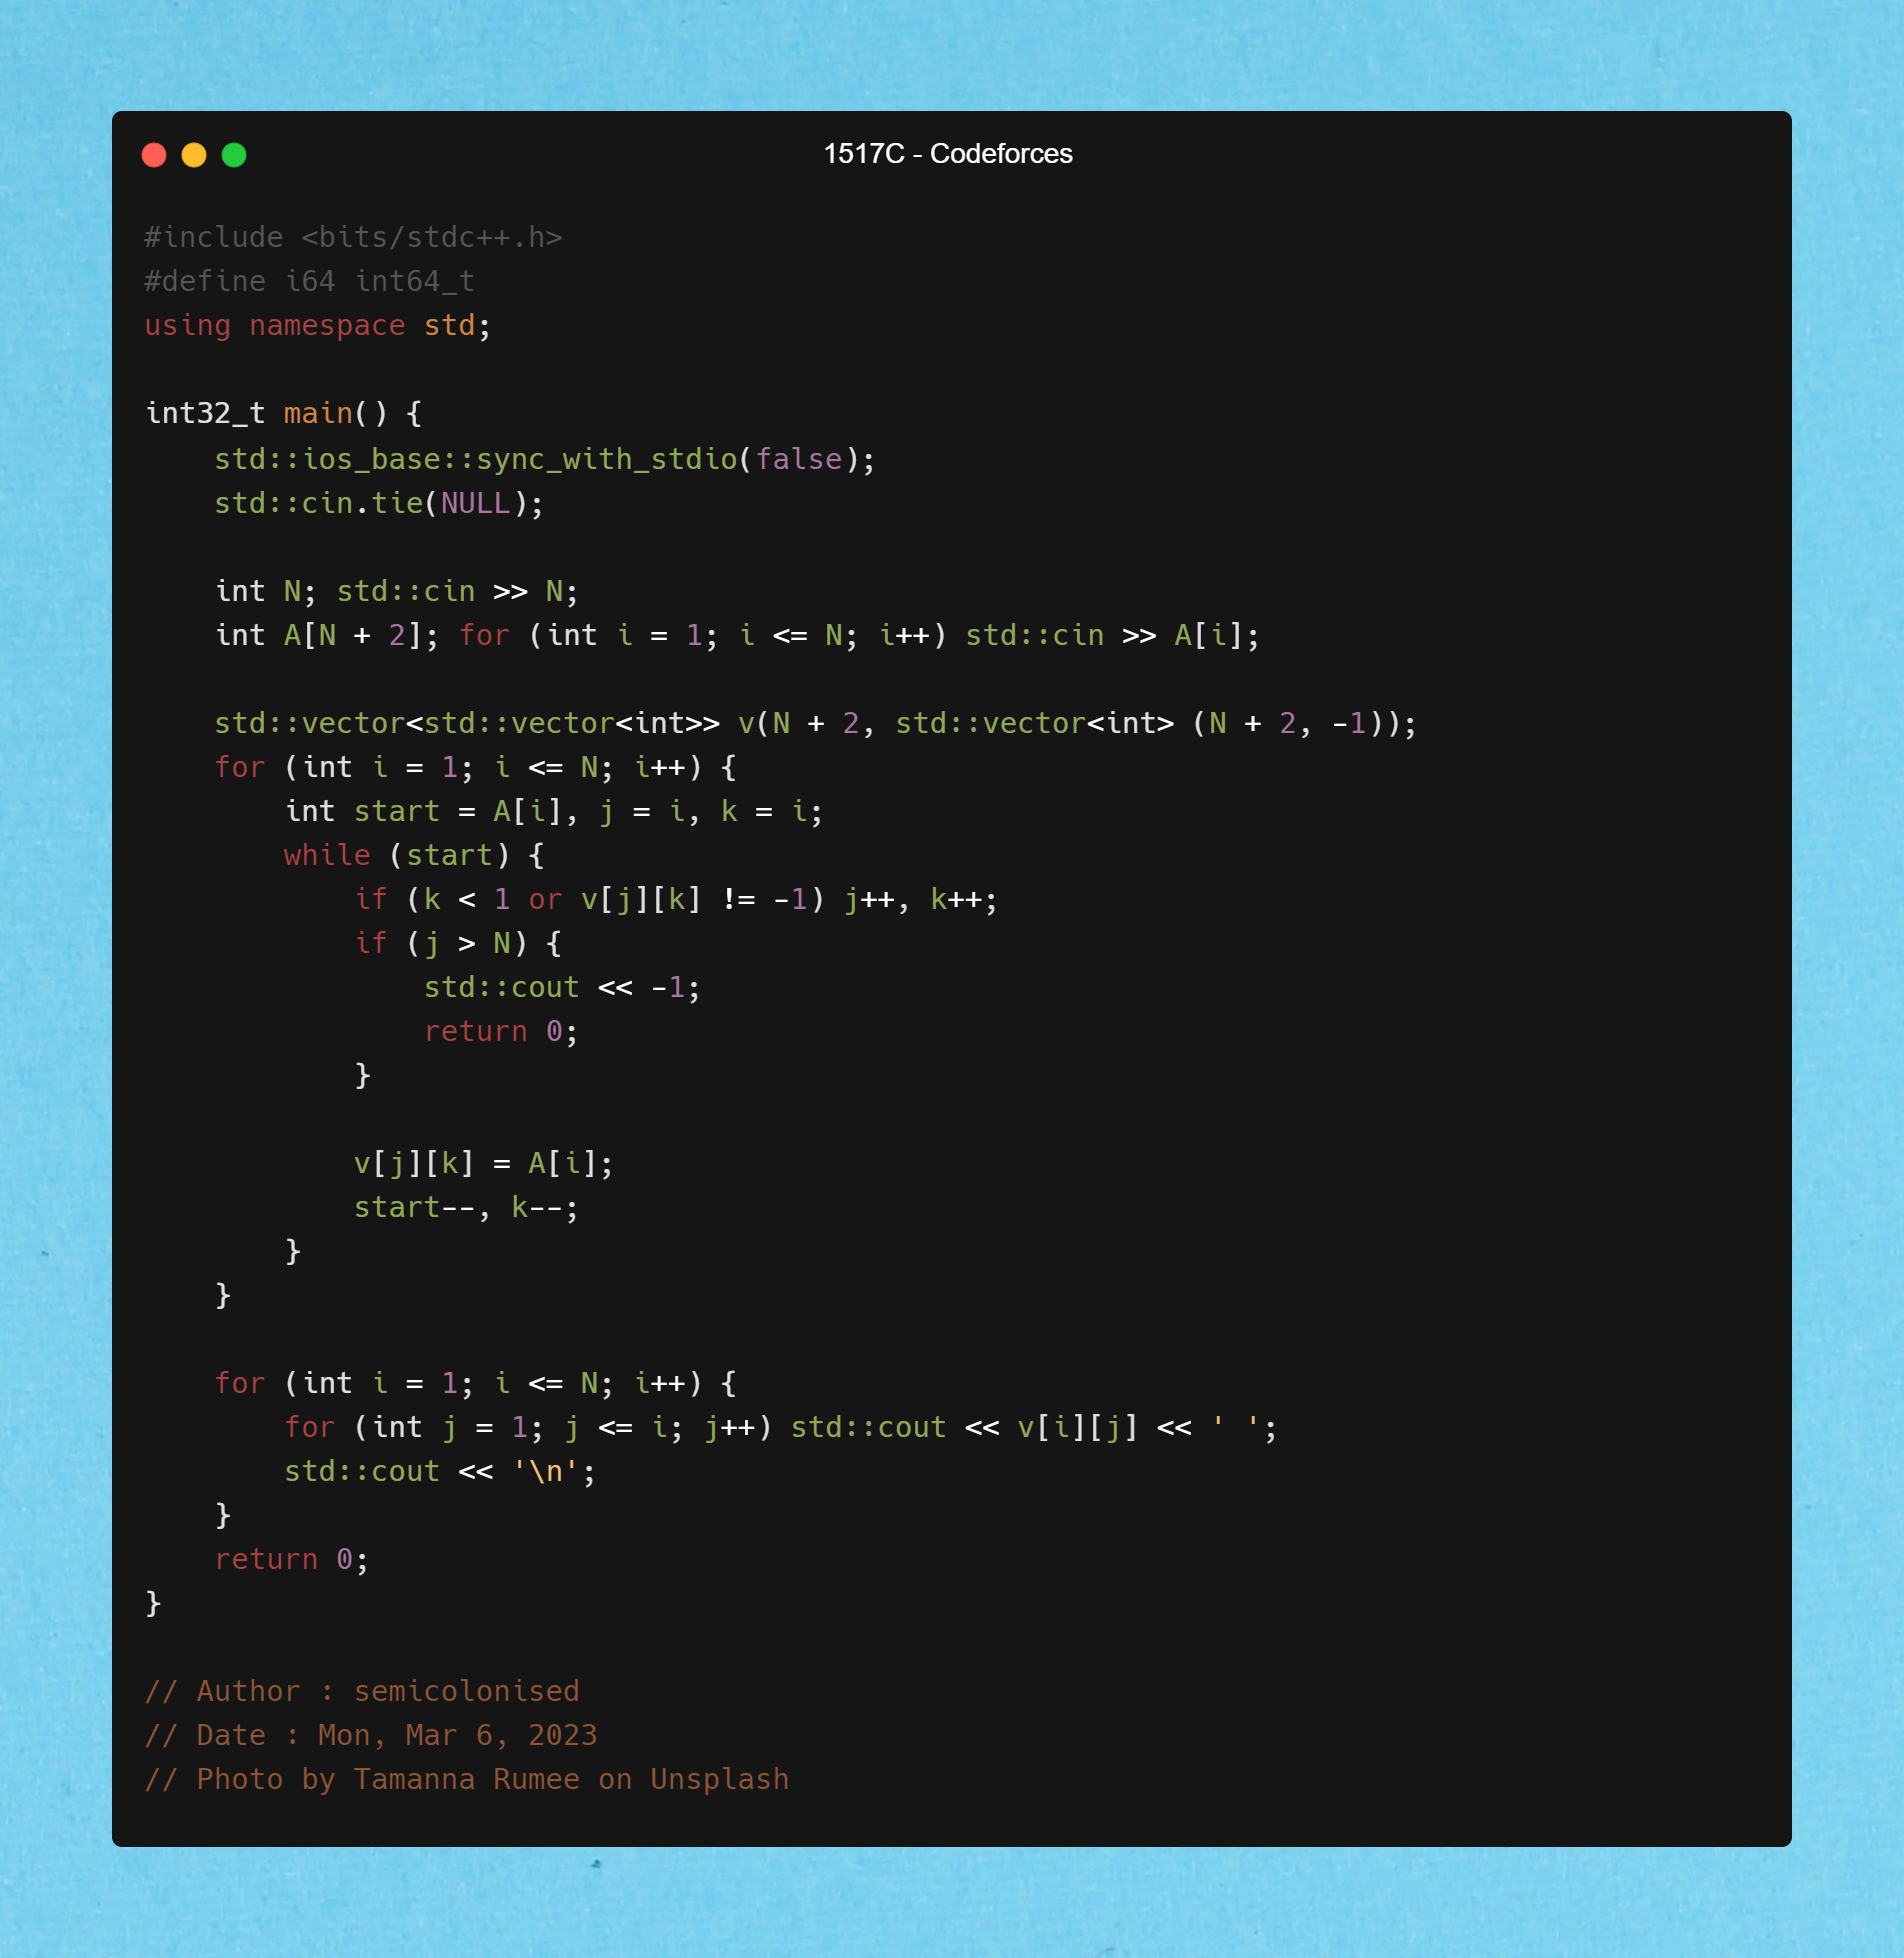 1517C - Codeforces
#include <bits/stdc++.h>
#define i64 int64_t
using namespace std;
int32_t main() {
    std::ios_base::sync_with_stdio(false);
    std::cin.tie(NULL);
    int N; std::cin >> N;
    int A[N + 2]; for (int i = 1; i <= N; i++) std::cin >> A[i];
    std::vector<std::vector<int>> v(N + 2, std::vector<int> (N + 2, -1));
    for (int i = 1; i <= N; i++) {
        int start = A[i], j = i, k = i;
        while (start) {
            if (k < 1 or v[j][k] != -1) j++, k++;
            if (j > N) {
                std::cout << -1;
                return 0;
            }
            v[j][k] = A[i];
            start--, k--;
        }
    }
    for (int i = 1; i <= N; i++) {
        for (int j = 1; j <= i; j++) std::cout << v[i][j] << ' ';
        std::cout << '\n';
    }
    return 0;
}
// Author : semicolonised
// Date : Mon, Mar 6, 2023
// Photo by Tamanna Rumee on Unsplash